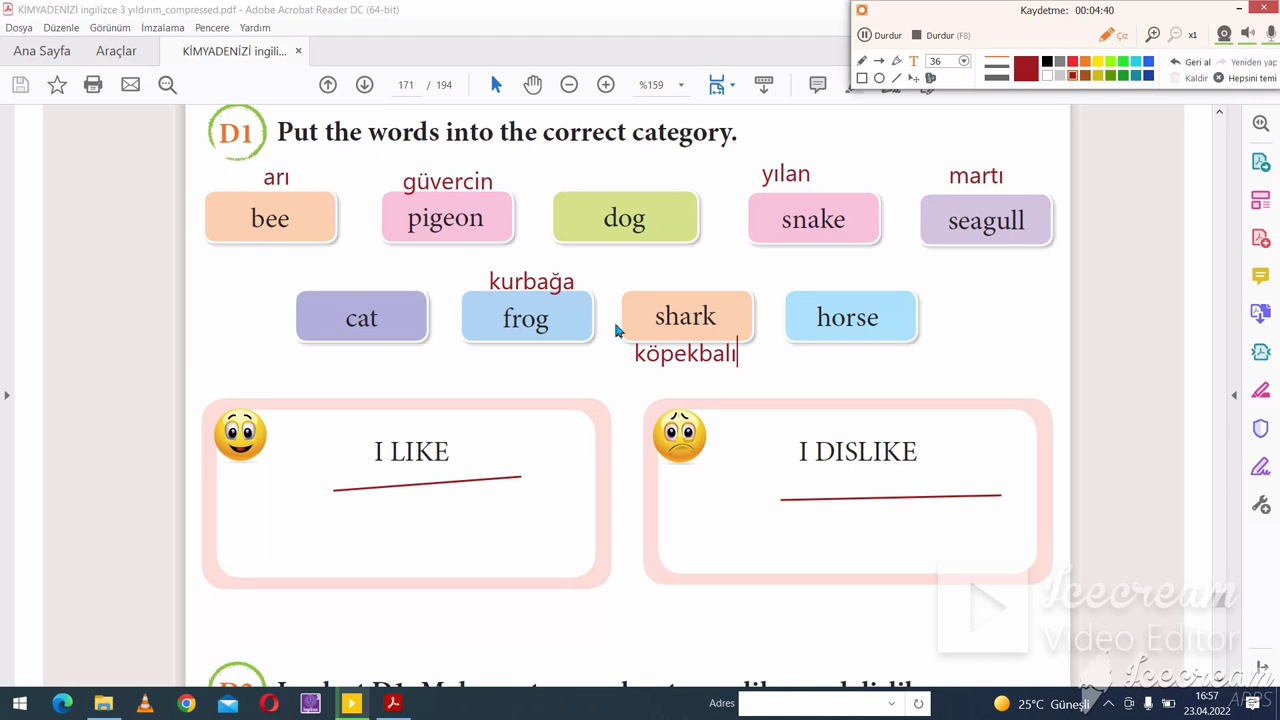 KİMYADENİZİ ingilizce 3 yıldırım_compressed.pdf - Adobe Acrobat Reader DC (64-bit)
Dosya Düzenle Görünüm İmzalama Pencere Yardım
Ana Sayfa Araçlar KİMYADENİZİ ingili... ×
171 / 194 %159
Kaydetme: 00:04:40
Durdur Durdur (F8) Çiz x1
T 36 Geri al Yeniden yap
Kaldır Hepsini temi
D1 Put the words into the correct category.
arı güvercin yılan martı
bee pigeon dog snake seagull
kurbağa
cat frog shark horse
köpekbalı
I LIKE I DISLIKE
Icecream
Video Editor
Icecream
APPS
Adres
25°C Güneşli
16:57
23.04.2022